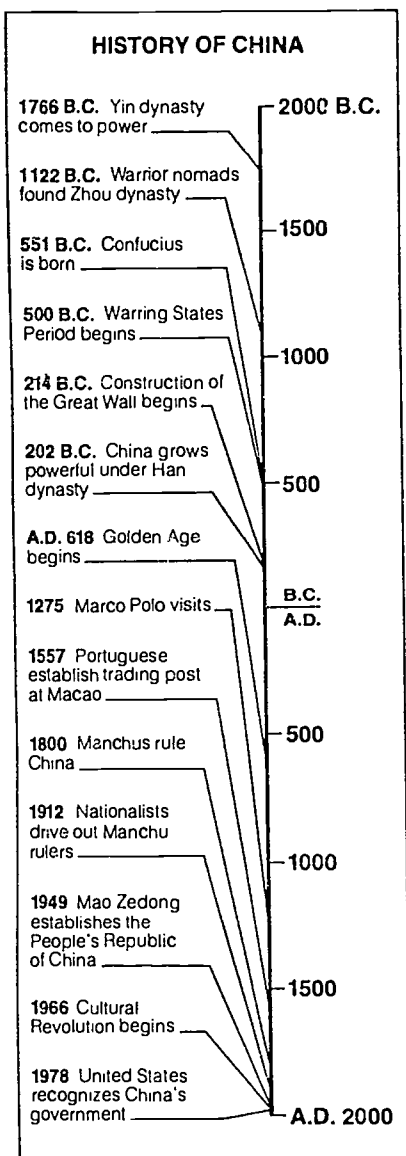 HISTORY OF CHINA
1766 B.C. Yin dynasty
comes to power
1122 B.C. Warrior nomads
found Zhou dynasty
551 B.C. Confucius
is born
500 B.C. Warring States
Period begins
214 B.C. Construction of
the Great Wall begins
202 B.C. China grows
powerful under Han
dynasty
A.D. 618 Golden Age
begins
1275 Marco Polo visits
1557 Portuguese
establish trading post
at Macao
1800 Manchus rule
China
1912 Nationalists
drive out Manchu
rulers
1949 Mao Zedong
establishes the
People's Republic
of China
1966 Cultural
Revolution begins
1978 United States
recognizes China's
government
2000 B.C.
1500
1000
500
B.C.
A.D.
500
1000
1500
A.D. 2000